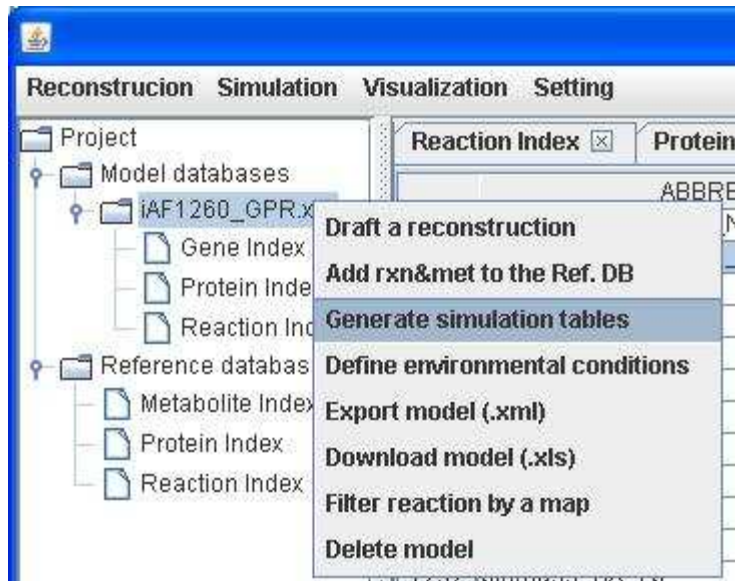 Reconstrucion Simulation Visualization Setting
Project
Reaction Index Protein
Model databases
ABBRE
iAF1260_GPR.x
Draft a reconstruction
Gene Index
Add rxn&met to the Ref. DB
Protein Inde
Generate simulation tables
Reaction Ind
Reference databas
Define environmental conditions
Metabolite Index
Export model (.xml)
Protein Index
Download model (.xls)
Reaction Index
Filter reaction by a map
Delete model